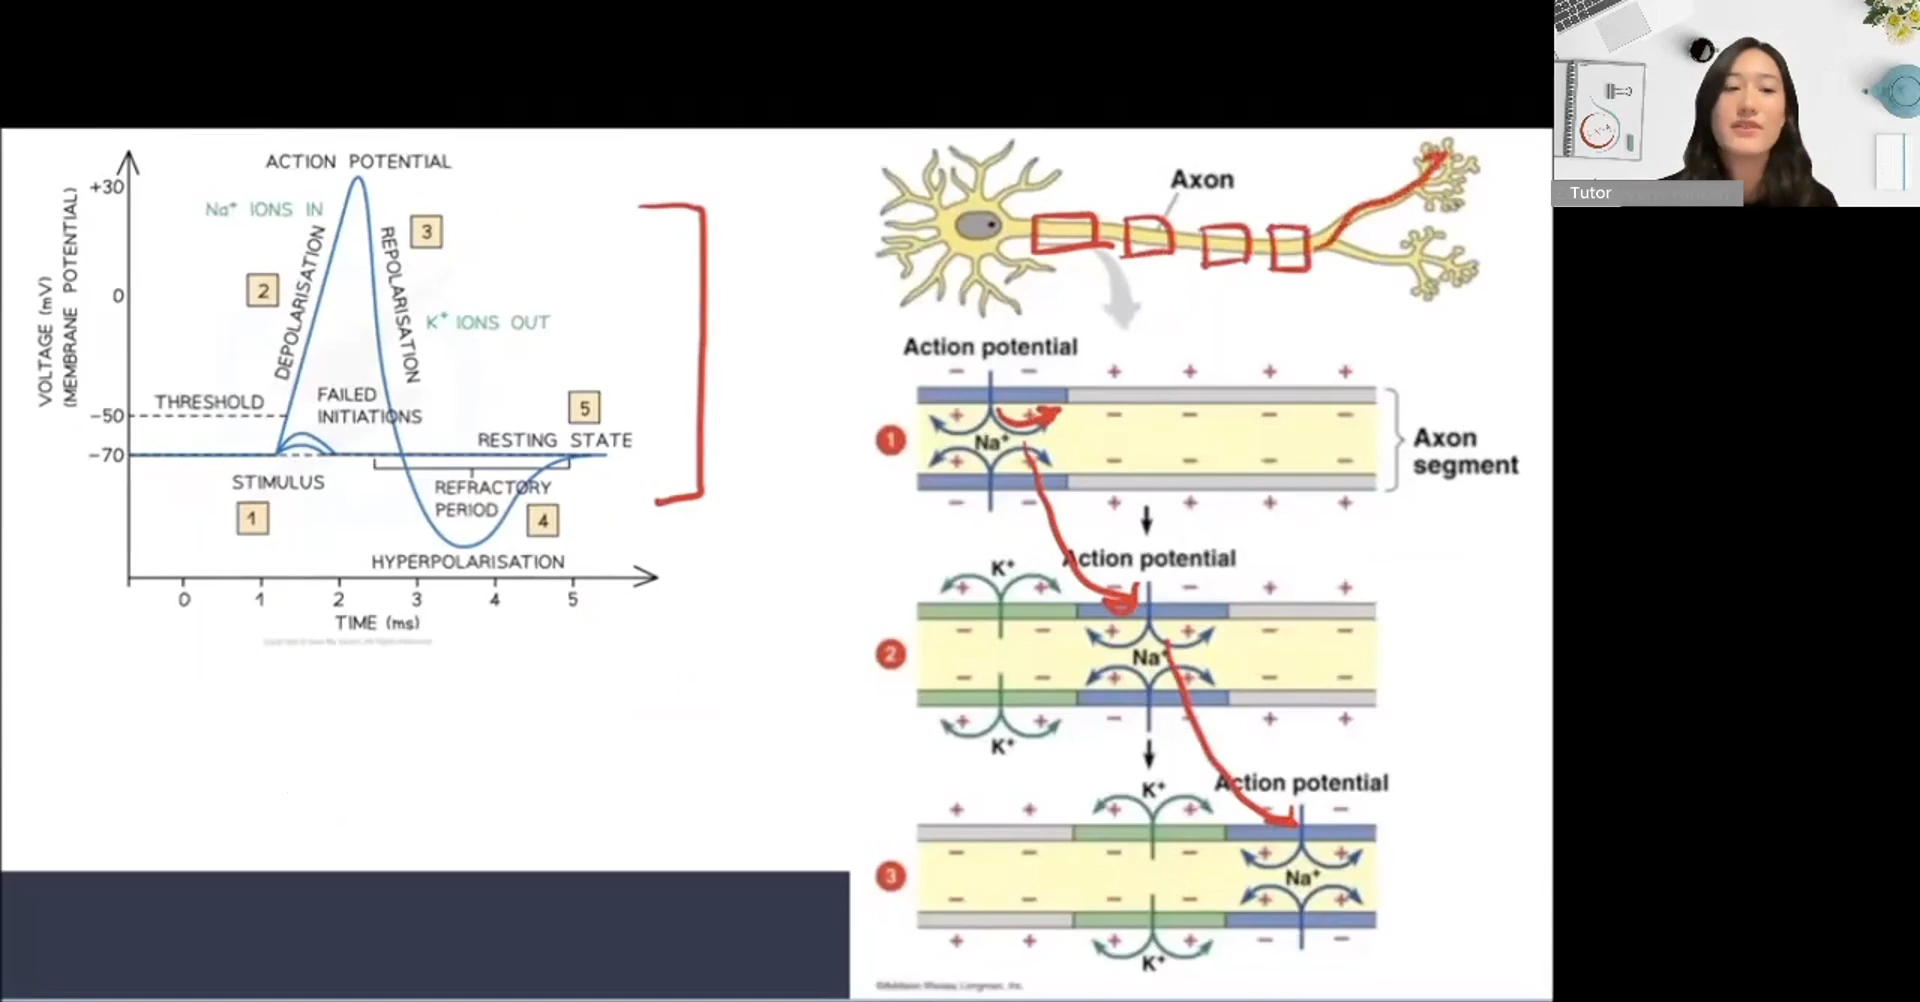 ACTION POTENTIAL
+30
Na+ IONS IN
3
2
DEPOLARISATION
REPOLARISATION
VOLTAGE (mV)
(MEMBRANE POTENTIAL)
0
K+ IONS OUT
THRESHOLD
FAILED
INITIATIONS
5
-50
RESTING STATE
-70
STIMULUS
REFRACTORY
PERIOD
1
4
HYPERPOLARISATION
0 1 2 3 4 5
TIME (ms)
Axon
Action potential
− − + + + +
+ + − − − −
1
Na+
Axon
segment
+ + − − − −
− − + + + +
Action potential
K+
+ + − + +
− − + + − −
2
Na+
− − + + − −
+ + − − + +
K+
Action potential
K+
+ + + + − −
− − − − + +
3
Na+
− − − − + +
+ + + + − −
K+
Tutor